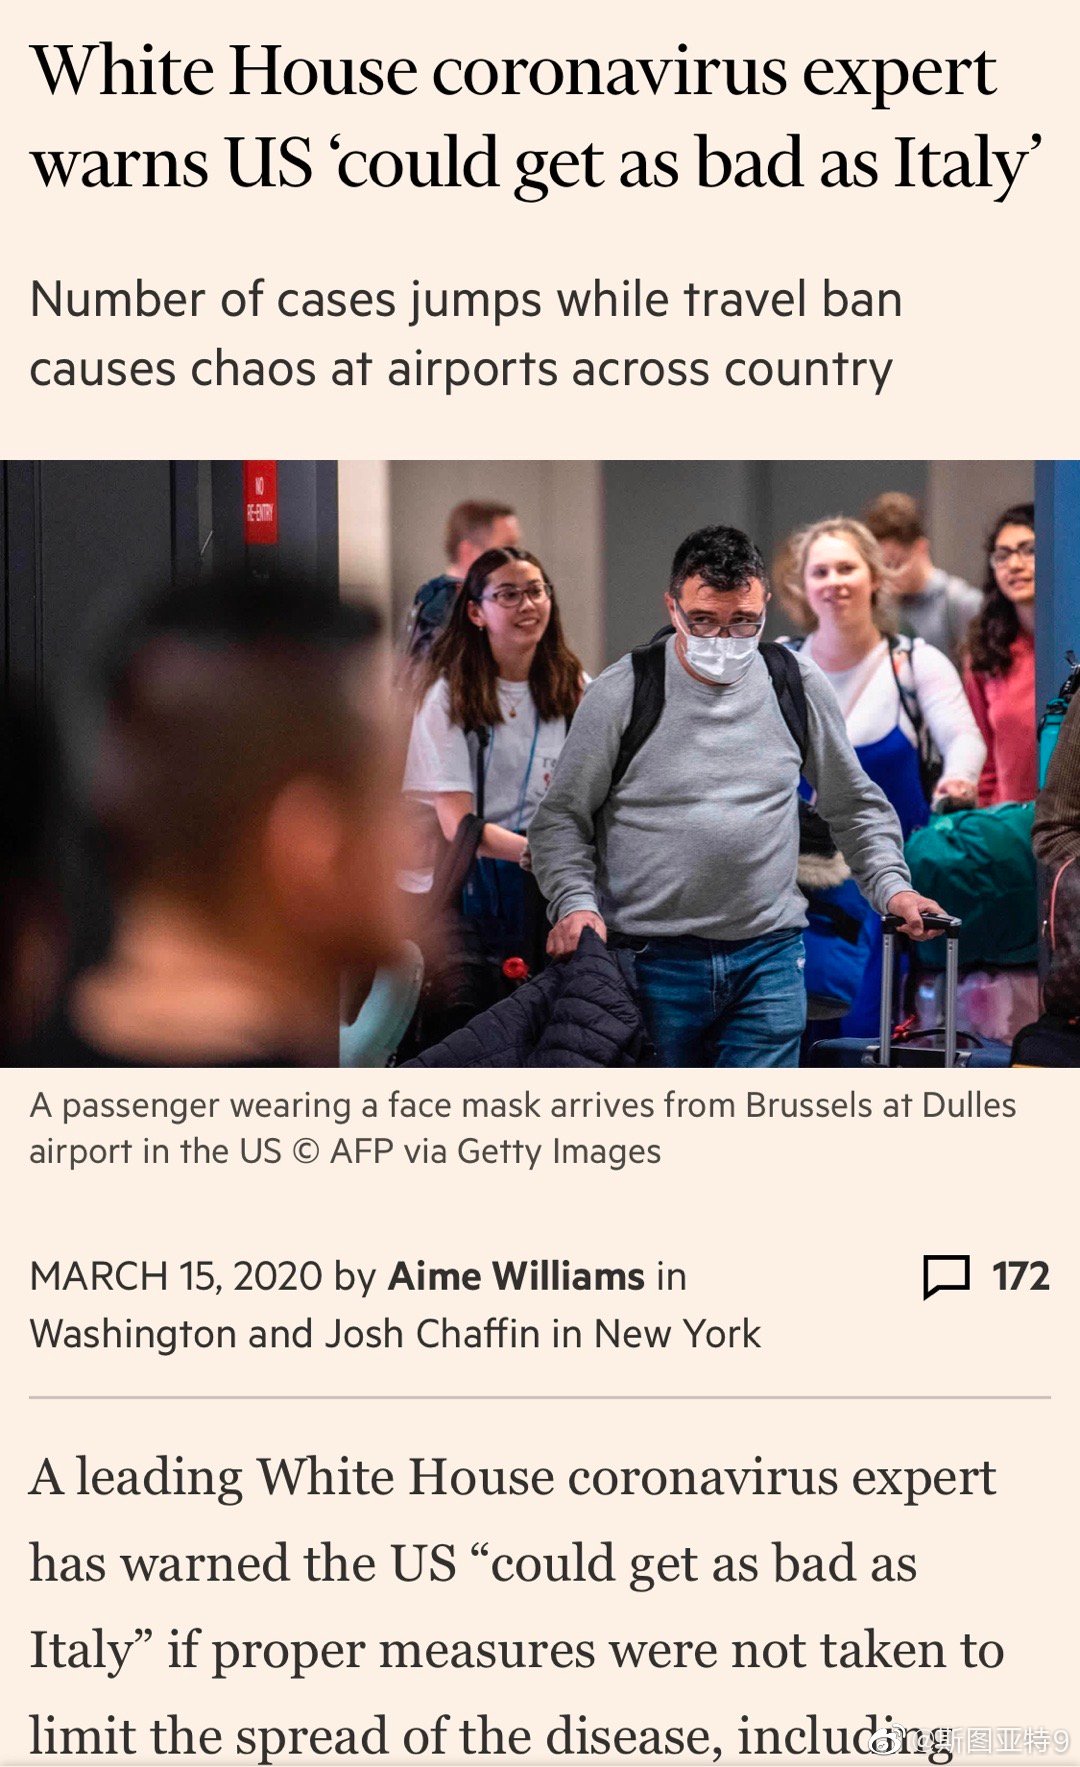 White House coronavirus expert
warns US ‘could get as bad as Italy’
Number of cases jumps while travel ban
causes chaos at airports across country
NO
RE-ENTRY
A passenger wearing a face mask arrives from Brussels at Dulles
airport in the US © AFP via Getty Images
MARCH 15, 2020 by Aime Williams in
Washington and Josh Chaffin in New York
172
A leading White House coronavirus expert
has warned the US “could get as bad as
Italy” if proper measures were not taken to
limit the spread of the disease, including
@斯图亚特9